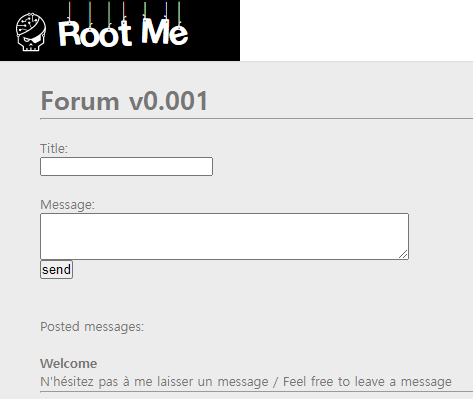 Root Me
Forum v0.001
Title:
Message:
send
Posted messages:
Welcome
N'hésitez pas à me laisser un message / Feel free to leave a message